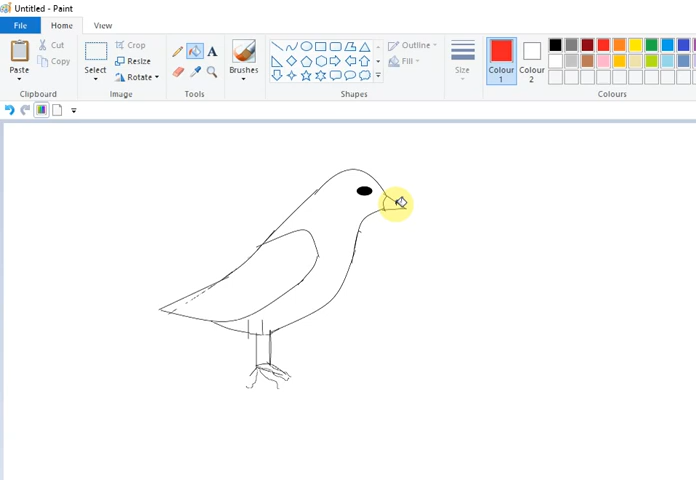 Untitled - Paint
File Home View
Paste
Cut
Copy
Clipboard
Select
Crop
Resize
Rotate
Image
A
Tools
Brushes
Outline
Fill
Shapes
Size
Colour
1
Colour
2
Colours